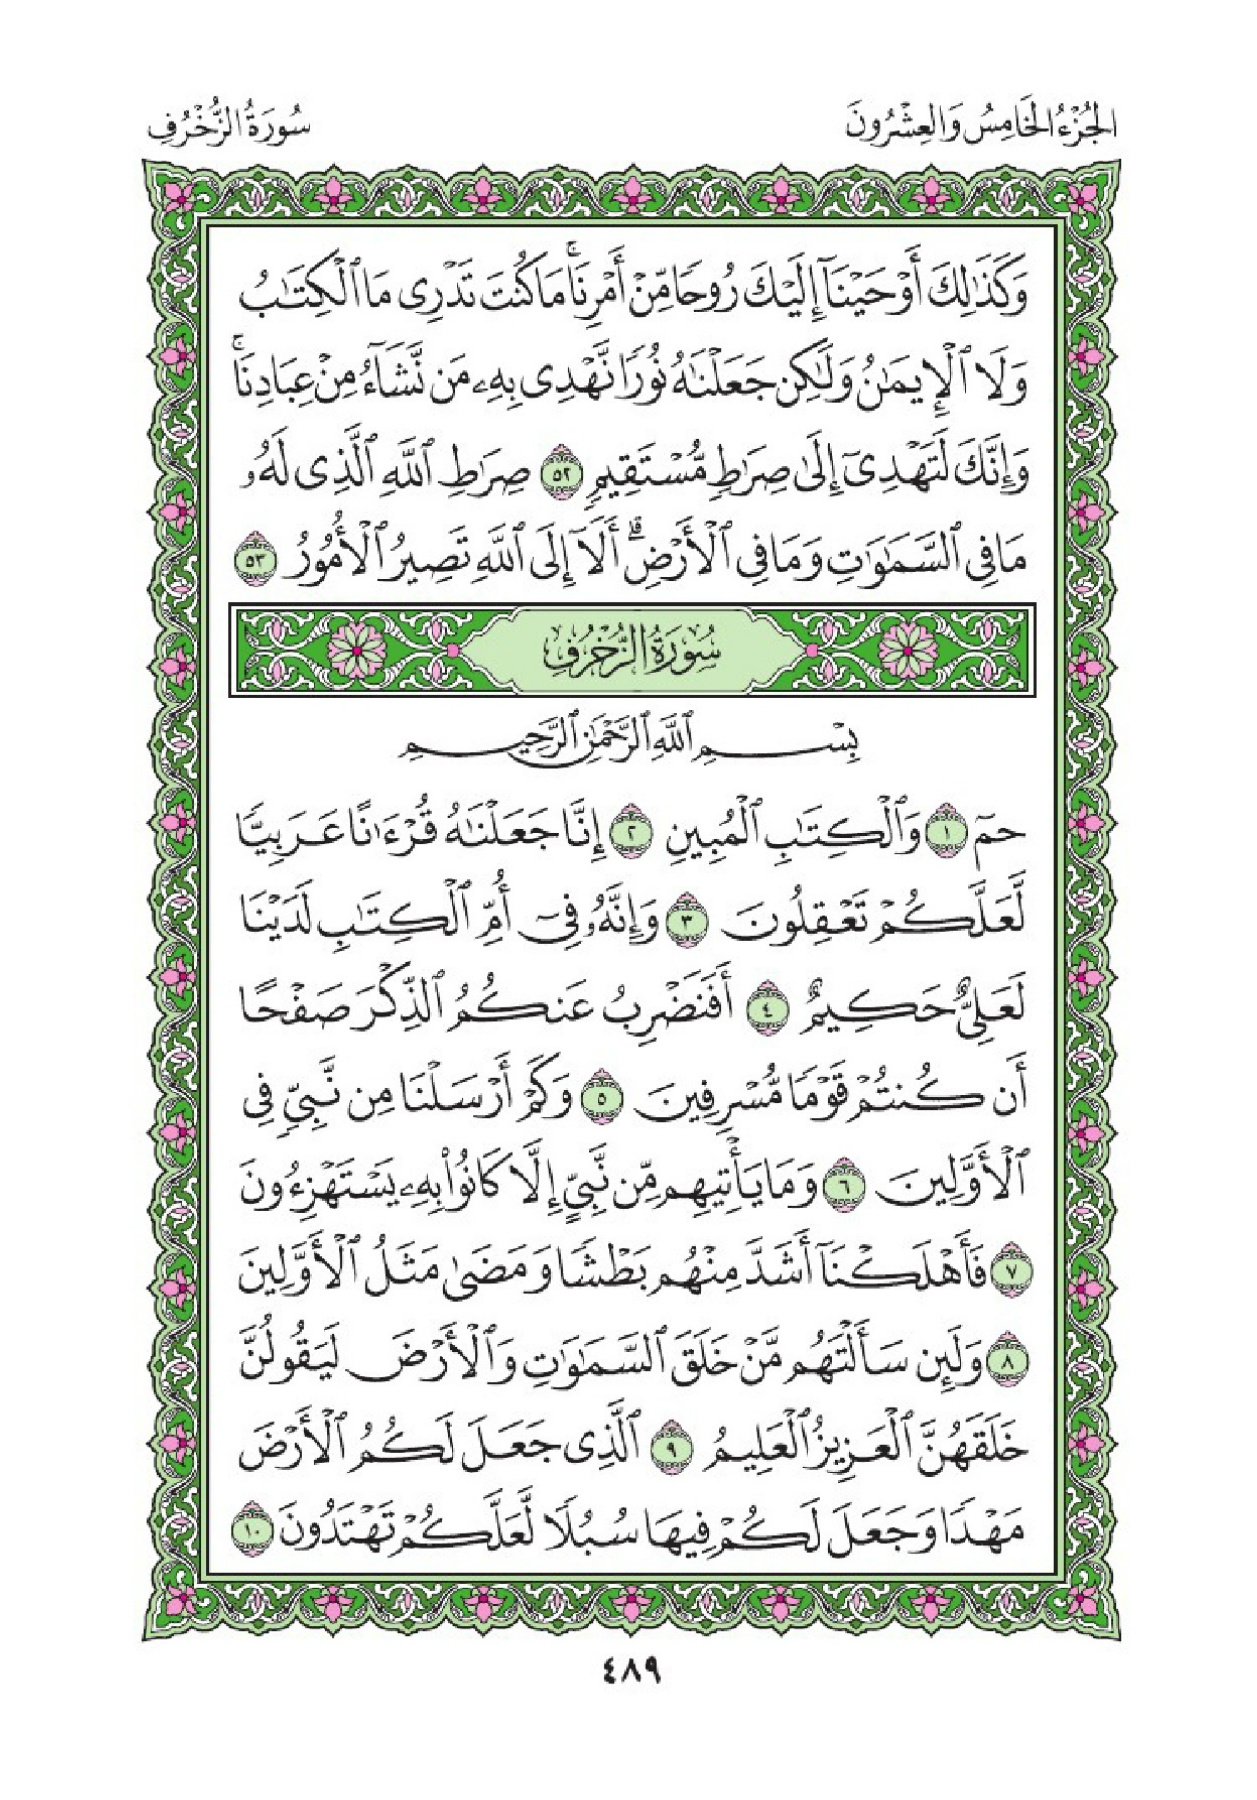 الجُزْءُ الخَامِسُ وَالعِشْرُونَ
سُورَةُ الزُّخْرُفِ
وَكَذَٰلِكَ أَوْحَيْنَآ إِلَيْكَ رُوحًا مِّنْ أَمْرِنَا ۚ مَا كُنتَ تَدْرِى مَا ٱلْكِتَٰبُ
وَلَا ٱلْإِيمَٰنُ وَلَٰكِن جَعَلْنَٰهُ نُورًا نَّهْدِى بِهِۦ مَن نَّشَآءُ مِنْ عِبَادِنَا ۚ
وَإِنَّكَ لَتَهْدِىٓ إِلَىٰ صِرَٰطٍ مُّسْتَقِيمٍ ٥٢ صِرَٰطِ ٱللَّهِ ٱلَّذِى لَهُۥ
مَا فِى ٱلسَّمَٰوَٰتِ وَمَا فِى ٱلْأَرْضِ ۗ أَلَآ إِلَى ٱللَّهِ تَصِيرُ ٱلْأُمُورُ ٥٣
سُورَةُ الزُّخْرُفِ
بِسْمِ ٱللَّهِ ٱلرَّحْمَٰنِ ٱلرَّحِيمِ
حمٓ ١ وَٱلْكِتَٰبِ ٱلْمُبِينِ ٢ إِنَّا جَعَلْنَٰهُ قُرْءَٰنًا عَرَبِيًّا
لَّعَلَّكُمْ تَعْقِلُونَ ٣ وَإِنَّهُۥ فِىٓ أُمِّ ٱلْكِتَٰبِ لَدَيْنَا
لَعَلِىٌّ حَكِيمٌ ٤ أَفَنَضْرِبُ عَنكُمُ ٱلذِّكْرَ صَفْحًا
أَن كُنتُمْ قَوْمًا مُّسْرِفِينَ ٥ وَكَمْ أَرْسَلْنَا مِن نَّبِىٍّ فِى
ٱلْأَوَّلِينَ ٦ وَمَا يَأْتِيهِم مِّن نَّبِىٍّ إِلَّا كَانُوا۟ بِهِۦ يَسْتَهْزِءُونَ
٧ فَأَهْلَكْنَآ أَشَدَّ مِنْهُم بَطْشًا وَمَضَىٰ مَثَلُ ٱلْأَوَّلِينَ
٨ وَلَئِن سَأَلْتَهُم مَّنْ خَلَقَ ٱلسَّمَٰوَٰتِ وَٱلْأَرْضَ لَيَقُولُنَّ
خَلَقَهُنَّ ٱلْعَزِيزُ ٱلْعَلِيمُ ٩ ٱلَّذِى جَعَلَ لَكُمُ ٱلْأَرْضَ
مَهْدًا وَجَعَلَ لَكُمْ فِيهَا سُبُلًا لَّعَلَّكُمْ تَهْتَدُونَ ١٠
٤٨٩